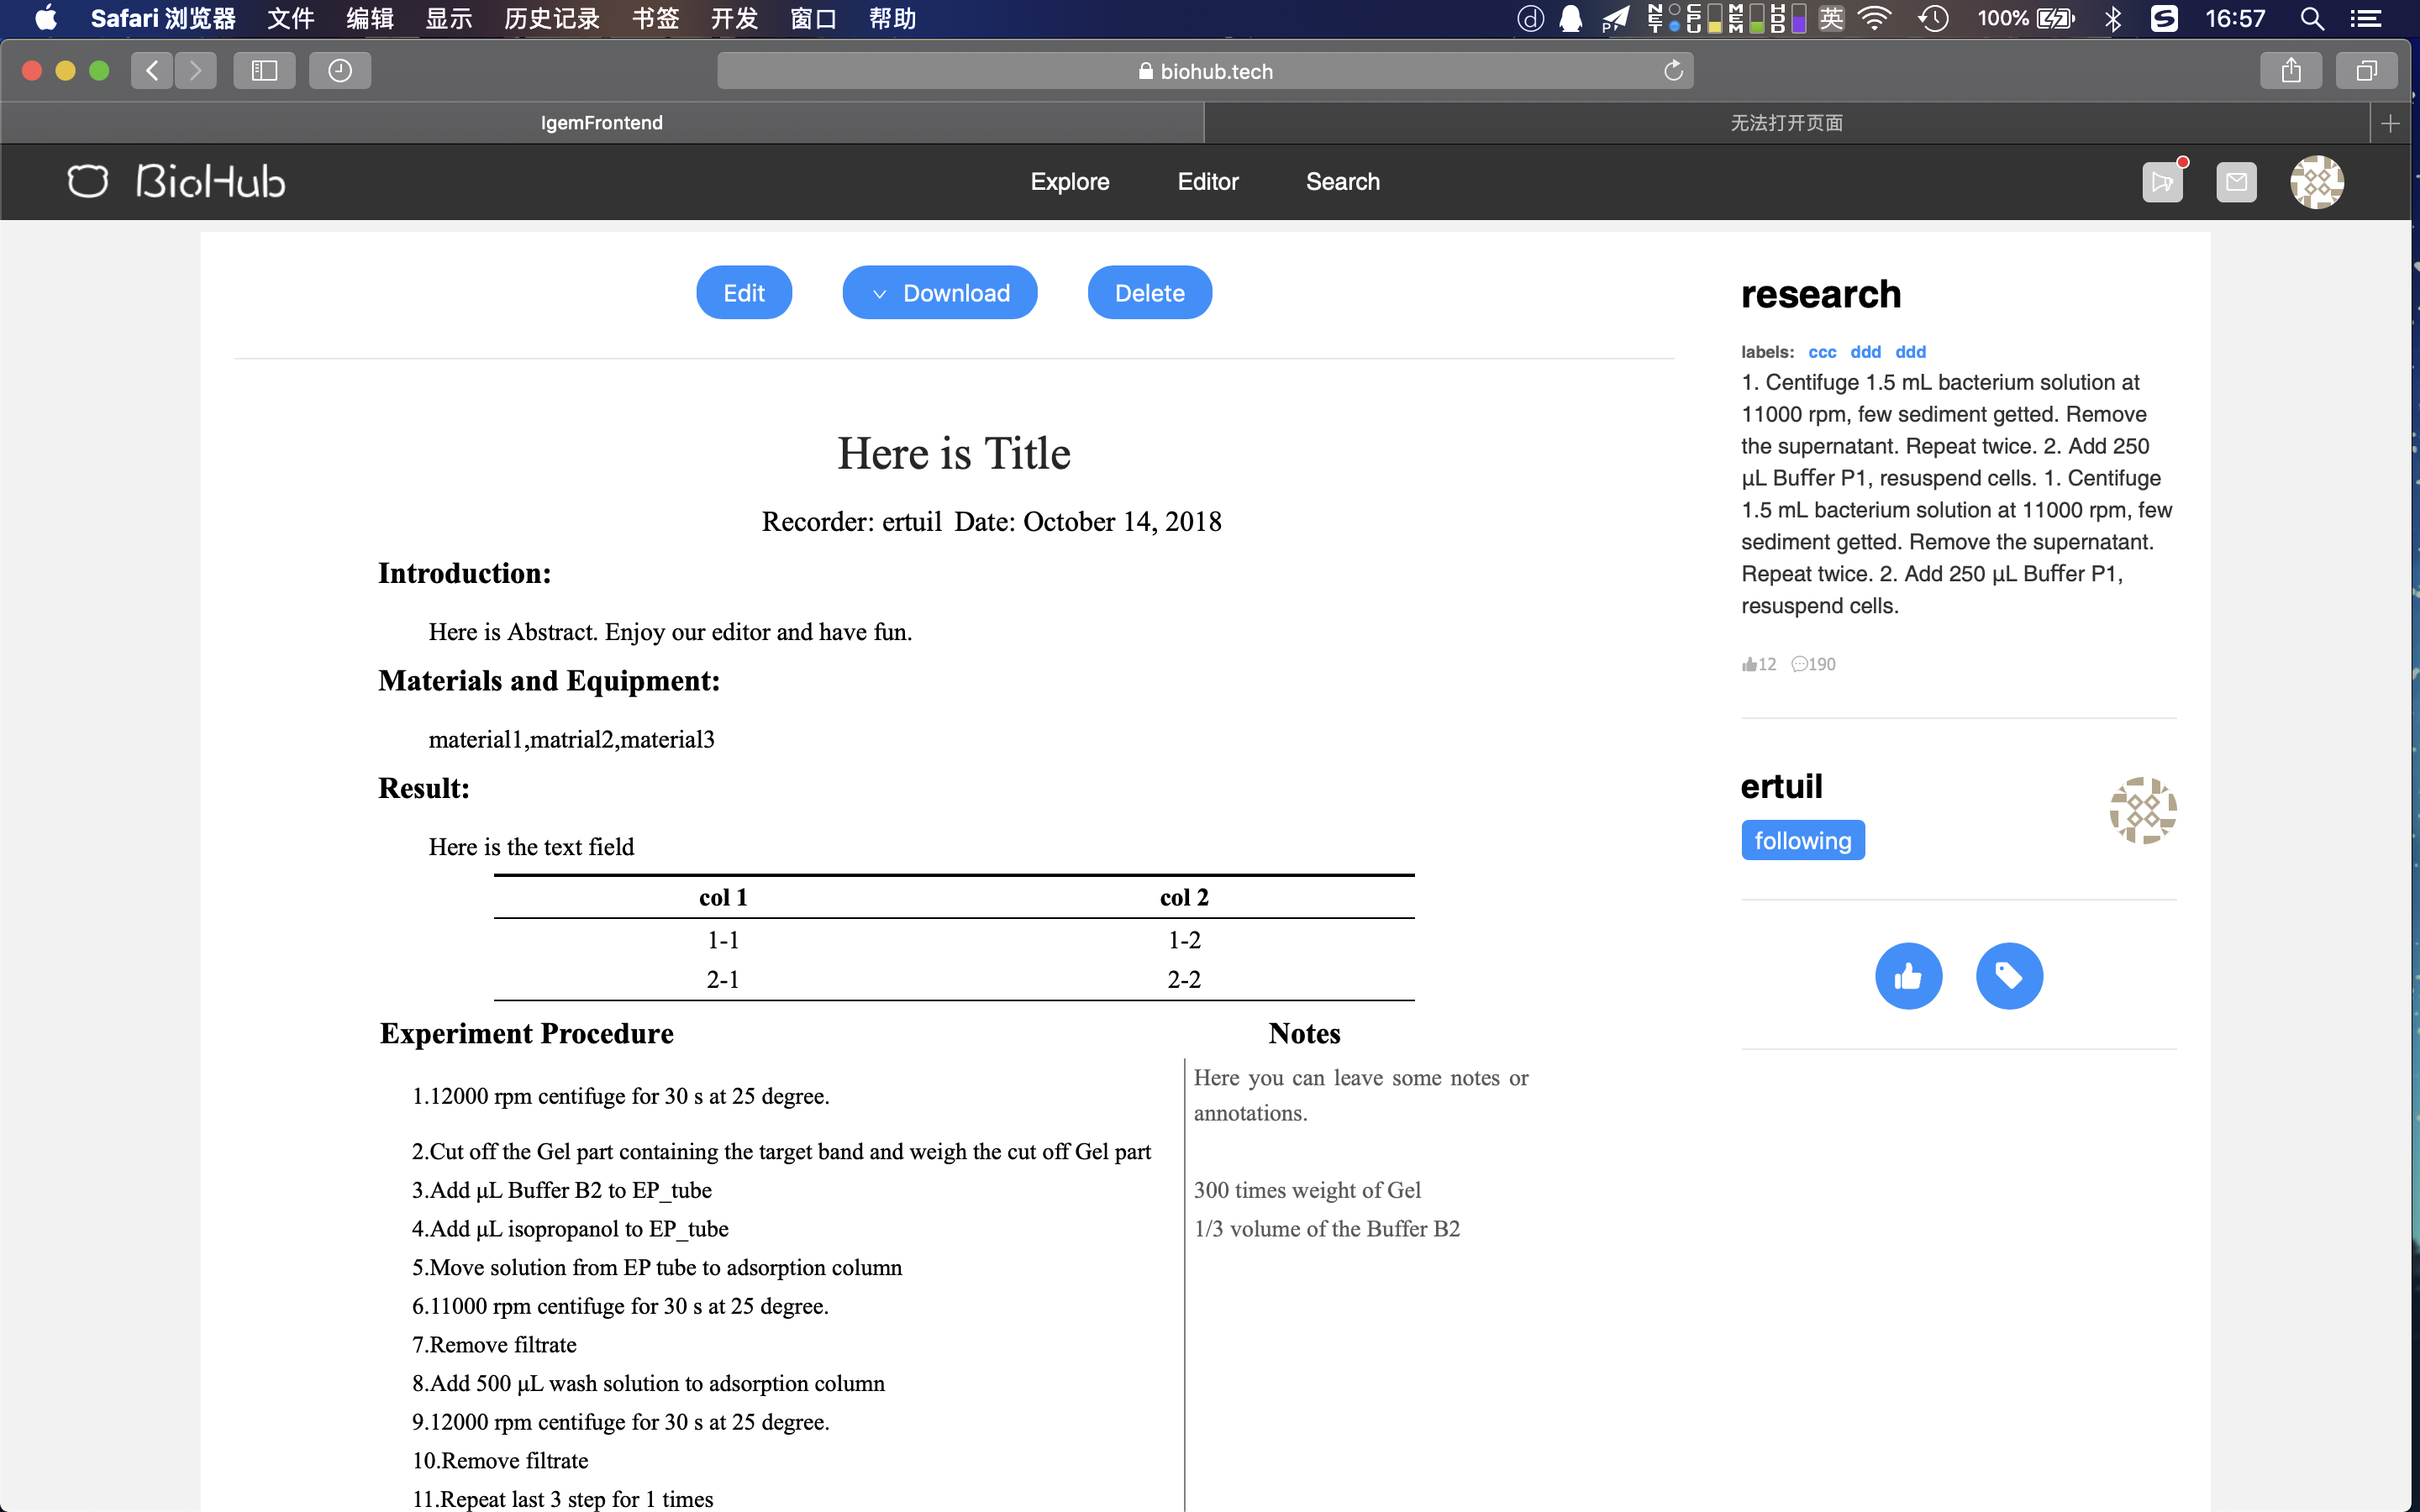 Safari 浏览器 文件 编辑 显示 历史记录 书签 开发 窗口 帮助 NET CPU MEM HDD 英 100% 16:57
biohub.tech
IgemFrontend 无法打开页面
BioHub Explore Editor Search
Edit Download Delete
Here is Title
Recorder: ertuil Date: October 14, 2018
Introduction:
Here is Abstract. Enjoy our editor and have fun.
Materials and Equipment:
material1,matrial2,material3
Result:
Here is the text field
col 1 col 2
1-1 1-2
2-1 2-2
Experiment Procedure Notes
1.12000 rpm centifuge for 30 s at 25 degree.
Here you can leave some notes or
annotations.
2.Cut off the Gel part containing the target band and weigh the cut off Gel part
3.Add µL Buffer B2 to EP_tube 300 times weight of Gel
4.Add µL isopropanol to EP_tube 1/3 volume of the Buffer B2
5.Move solution from EP tube to adsorption column
6.11000 rpm centifuge for 30 s at 25 degree.
7.Remove filtrate
8.Add 500 µL wash solution to adsorption column
9.12000 rpm centifuge for 30 s at 25 degree.
10.Remove filtrate
11.Repeat last 3 step for 1 times
research
labels: ccc ddd ddd
1. Centifuge 1.5 mL bacterium solution at
11000 rpm, few sediment getted. Remove
the supernatant. Repeat twice. 2. Add 250
µL Buffer P1, resuspend cells. 1. Centifuge
1.5 mL bacterium solution at 11000 rpm, few
sediment getted. Remove the supernatant.
Repeat twice. 2. Add 250 µL Buffer P1,
resuspend cells.
12 190
ertuil
following